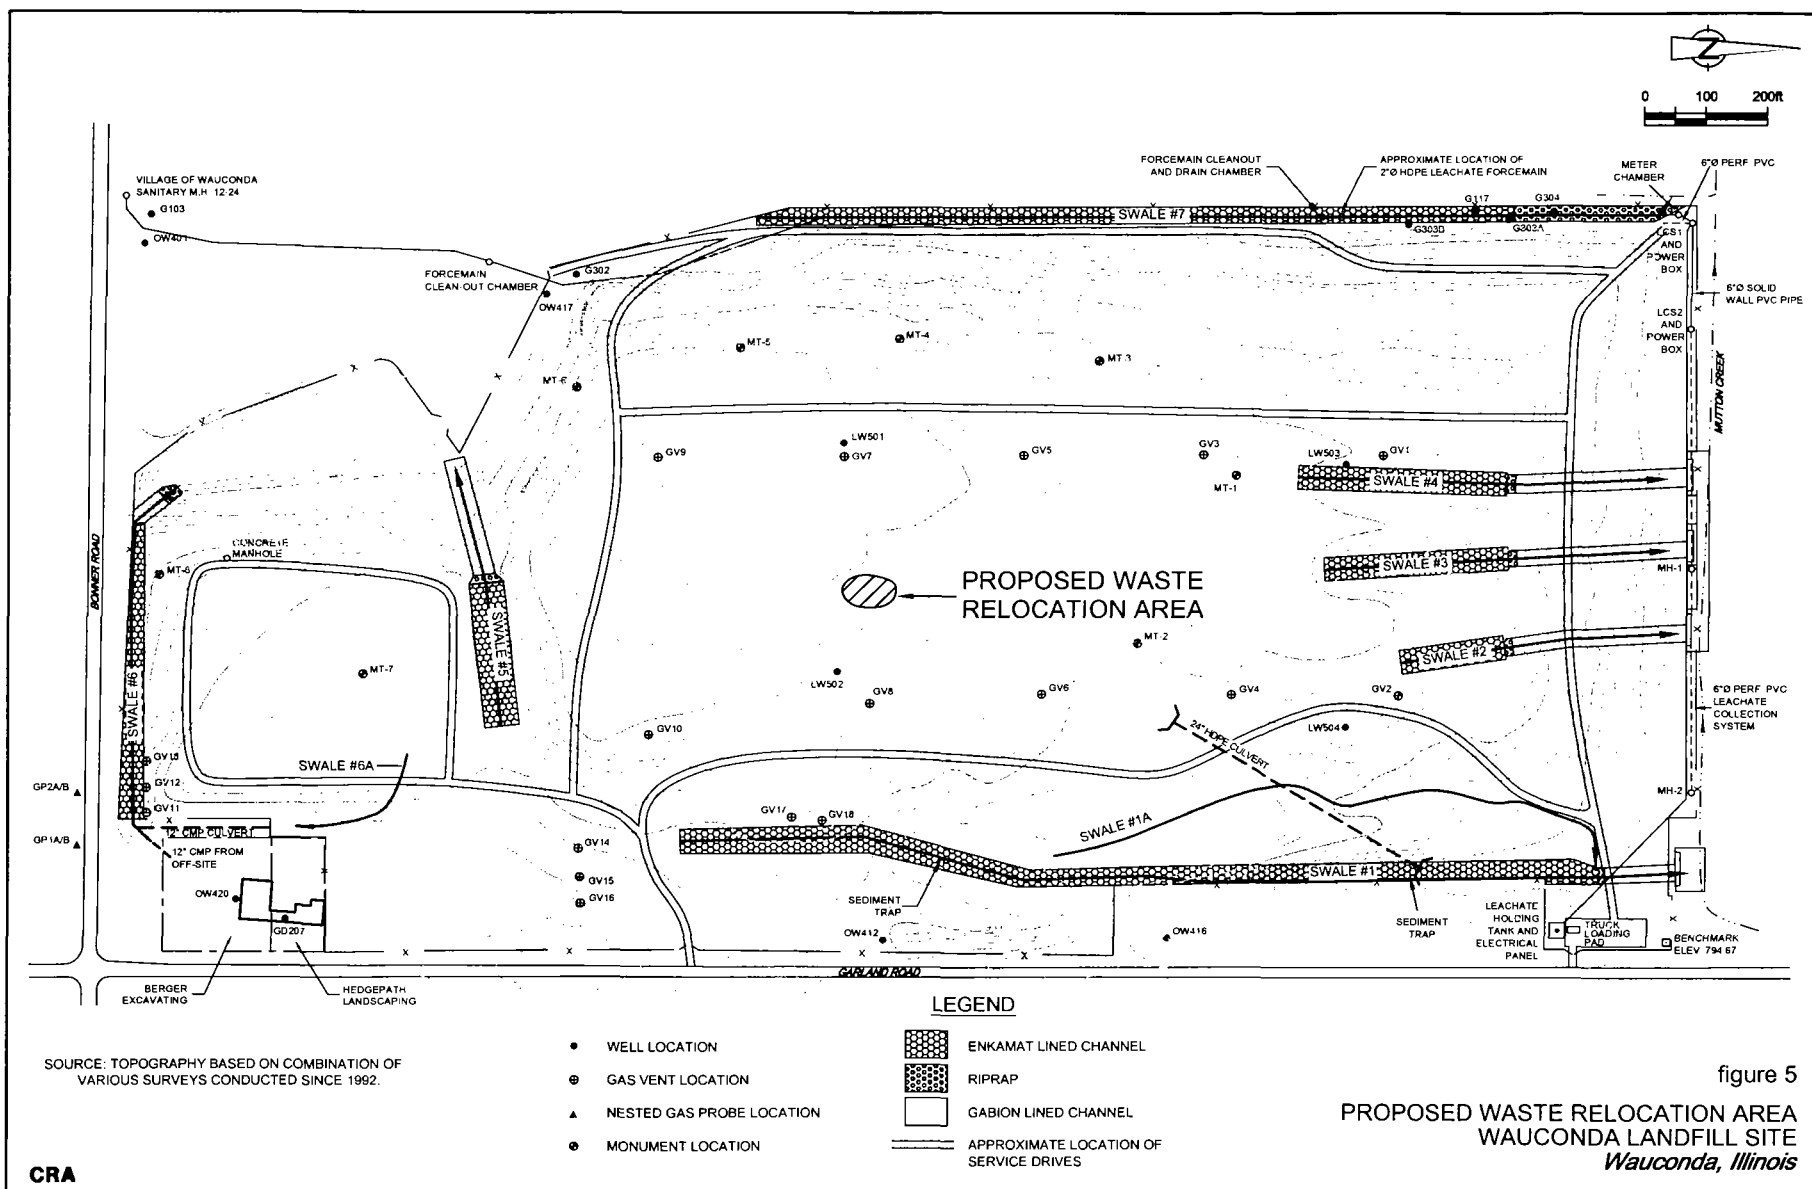 Z
0 100 200ft
VILLAGE OF WAUCONDA
SANITARY M.H 12-24
G103
OW401
FORCEMAIN
CLEAN-OUT CHAMBER
G302
OW417
FORCEMAIN CLEANOUT
AND DRAIN CHAMBER
APPROXIMATE LOCATION OF
2"Ø HDPE LEACHATE FORCEMAIN
METER
CHAMBER
6"Ø PERF PVC
SWALE #7
G117
G304
G303D
G302A
LCS1
AND
POWER
BOX
6"Ø SOLID
WALL PVC PIPE
LCS2
AND
POWER
BOX
MUTTON CREEK
MT-5
MT-4
MT-3
MT-6
GV9
LW501
GV7
GV5
GV3
MT-1
LW503
GV1
SWALE #4
SWALE #3
MH-1
SWALE #2
BONNER ROAD
CONCRETE
MANHOLE
MT-8
MT-7
SWALE #5
SWALE #6
PROPOSED WASTE
RELOCATION AREA
MT-2
LW502
GV8
GV6
GV4
GV2
LW504
GV10
24" HDPE CULVERT
6"Ø PERF PVC
LEACHATE
COLLECTION
SYSTEM
MH-2
SWALE #6A
GV13
GV12
GV11
GP2A/B
GP1A/B
12" CMP CULVERT
12" CMP FROM
OFF-SITE
GV17
GV18
SWALE #1A
GV14
GV15
GV16
SWALE #1
OW420
GD207
SEDIMENT
TRAP
OW412
OW416
SEDIMENT
TRAP
LEACHATE
HOLDING
TANK AND
ELECTRICAL
PANEL
TRUCK
LOADING
PAD
BENCHMARK
ELEV 794 67
GARLAND ROAD
BERGER
EXCAVATING
HEDGEPATH
LANDSCAPING
LEGEND
WELL LOCATION
GAS VENT LOCATION
NESTED GAS PROBE LOCATION
MONUMENT LOCATION
ENKAMAT LINED CHANNEL
RIPRAP
GABION LINED CHANNEL
APPROXIMATE LOCATION OF
SERVICE DRIVES
SOURCE: TOPOGRAPHY BASED ON COMBINATION OF
VARIOUS SURVEYS CONDUCTED SINCE 1992.
figure 5
PROPOSED WASTE RELOCATION AREA
WAUCONDA LANDFILL SITE
Wauconda, Illinois
CRA